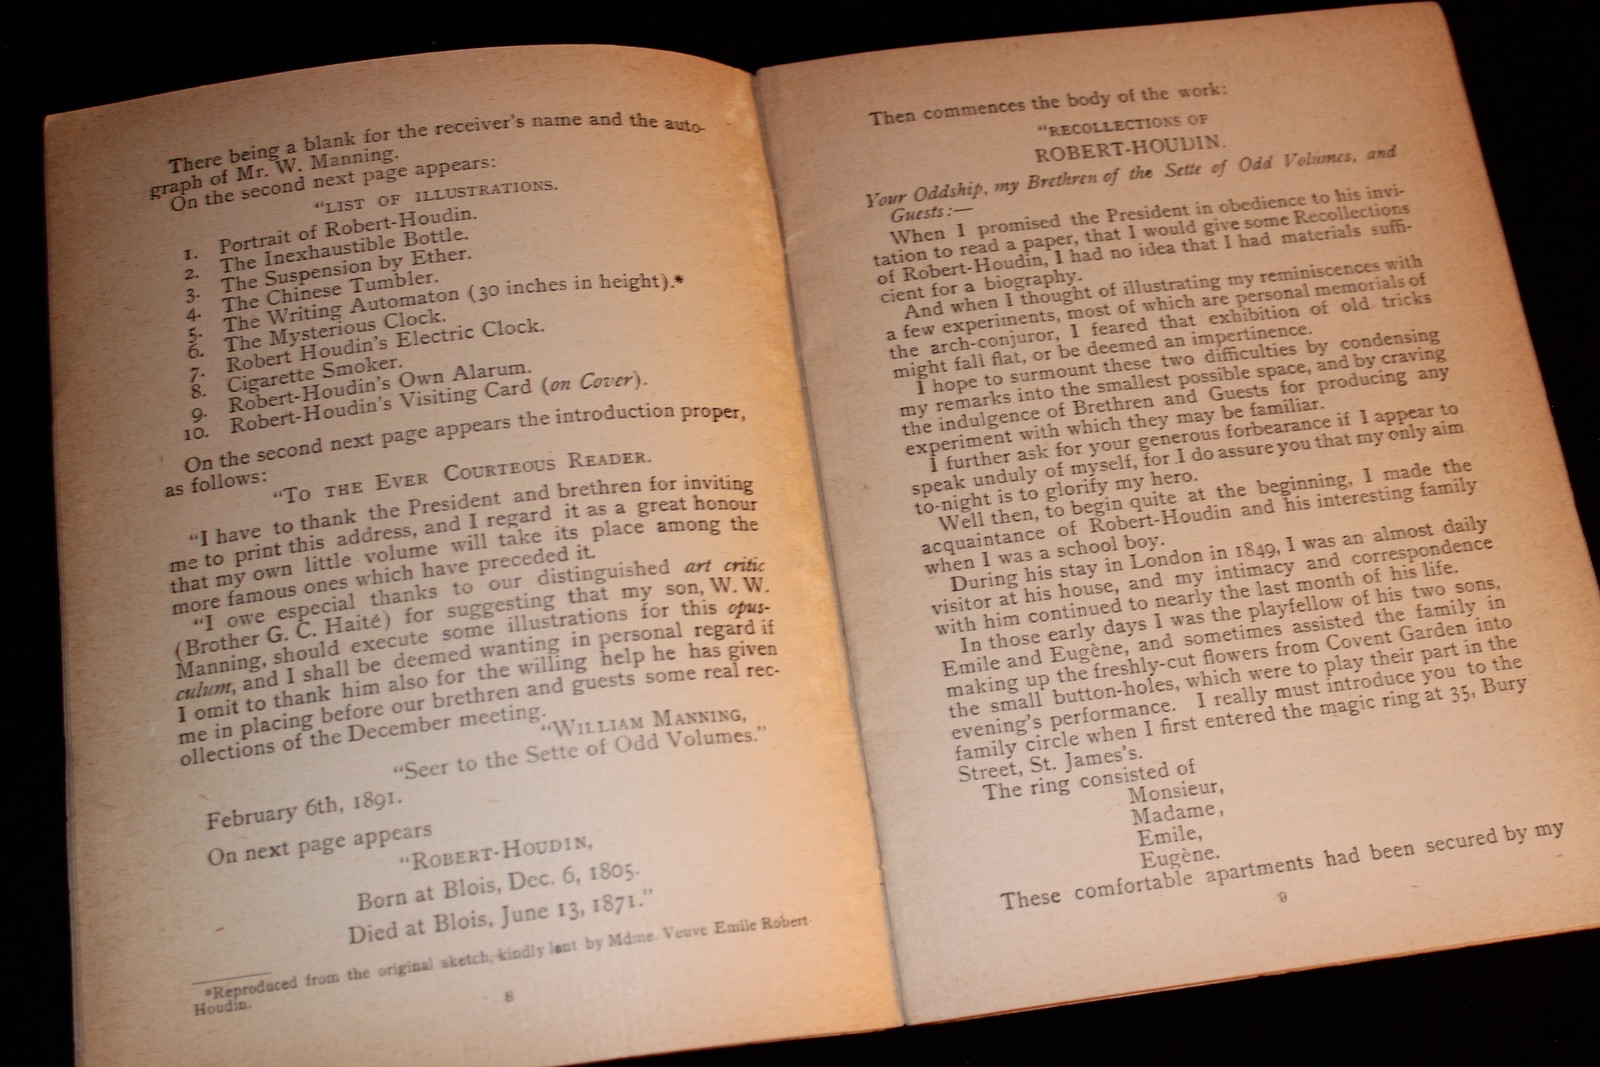 There being a blank for the receiver's name and the auto-
graph of Mr. W. Manning.
On the second next page appears:
"LIST OF ILLUSTRATIONS.
1. Portrait of Robert-Houdin.
2. The Inexhaustible Bottle.
3. The Suspension by Ether.
4. The Chinese Tumbler.
5. The Writing Automaton (30 inches in height).*
6. The Mysterious Clock.
7. Robert Houdin's Electric Clock.
8. Cigarette Smoker.
9. Robert-Houdin's Own Alarum.
10. Robert-Houdin's Visiting Card (on Cover).
On the second next page appears the introduction proper,
as follows:
"TO THE EVER COURTEOUS READER.
"I have to thank the President and brethren for inviting
me to print this address, and I regard it as a great honour
that my own little volume will take its place among the
more famous ones which have preceded it.
"I owe especial thanks to our distinguished art critic
(Brother G. C. Haité) for suggesting that my son, W. W.
Manning, should execute some illustrations for this opus-
culum, and I shall be deemed wanting in personal regard if
I omit to thank him also for the willing help he has given
me in placing before our brethren and guests some real rec-
ollections of the December meeting.
"WILLIAM MANNING,
"Seer to the Sette of Odd Volumes."
February 6th, 1891.
On next page appears
"ROBERT-HOUDIN,
Born at Blois, Dec. 6, 1805.
Died at Blois, June 13, 1871."
*Reproduced from the original sketch, kindly lent by Mdme. Veuve Emile Robert-
Houdin.
8
Then commences the body of the work:
"RECOLLECTIONS OF
ROBERT-HOUDIN.
Your Oddship, my Brethren of the Sette of Odd Volumes, and
Guests:—
When I promised the President in obedience to his invi-
tation to read a paper, that I would give some Recollections
of Robert-Houdin, I had no idea that I had materials suffi-
cient for a biography.
And when I thought of illustrating my reminiscences with
a few experiments, most of which are personal memorials of
the arch-conjuror, I feared that exhibition of old tricks
might fall flat, or be deemed an impertinence.
I hope to surmount these two difficulties by condensing
my remarks into the smallest possible space, and by craving
the indulgence of Brethren and Guests for producing any
experiment with which they may be familiar.
I further ask for your generous forbearance if I appear to
speak unduly of myself, for I do assure you that my only aim
to-night is to glorify my hero.
Well then, to begin quite at the beginning, I made the
acquaintance of Robert-Houdin and his interesting family
when I was a school boy.
During his stay in London in 1849, I was an almost daily
visitor at his house, and my intimacy and correspondence
with him continued to nearly the last month of his life.
In those early days I was the playfellow of his two sons,
Emile and Eugène, and sometimes assisted the family in
making up the freshly-cut flowers from Covent Garden into
the small button-holes, which were to play their part in the
evening's performance. I really must introduce you to the
family circle when I first entered the magic ring at 35, Bury
Street, St. James's.
The ring consisted of
Monsieur,
Madame,
Emile,
Eugène.
These comfortable apartments had been secured by my
9